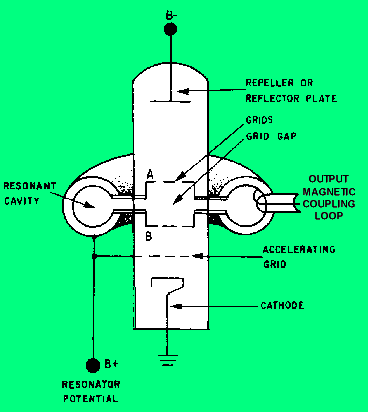 B-
REPELLER OR
REFLECTOR PLATE
GRIDS
GRID GAP
A
RESONANT
CAVITY
OUTPUT
MAGNETIC
COUPLING
LOOP
B
ACCELERATING
GRID
CATHODE
B+
RESONATOR
POTENTIAL